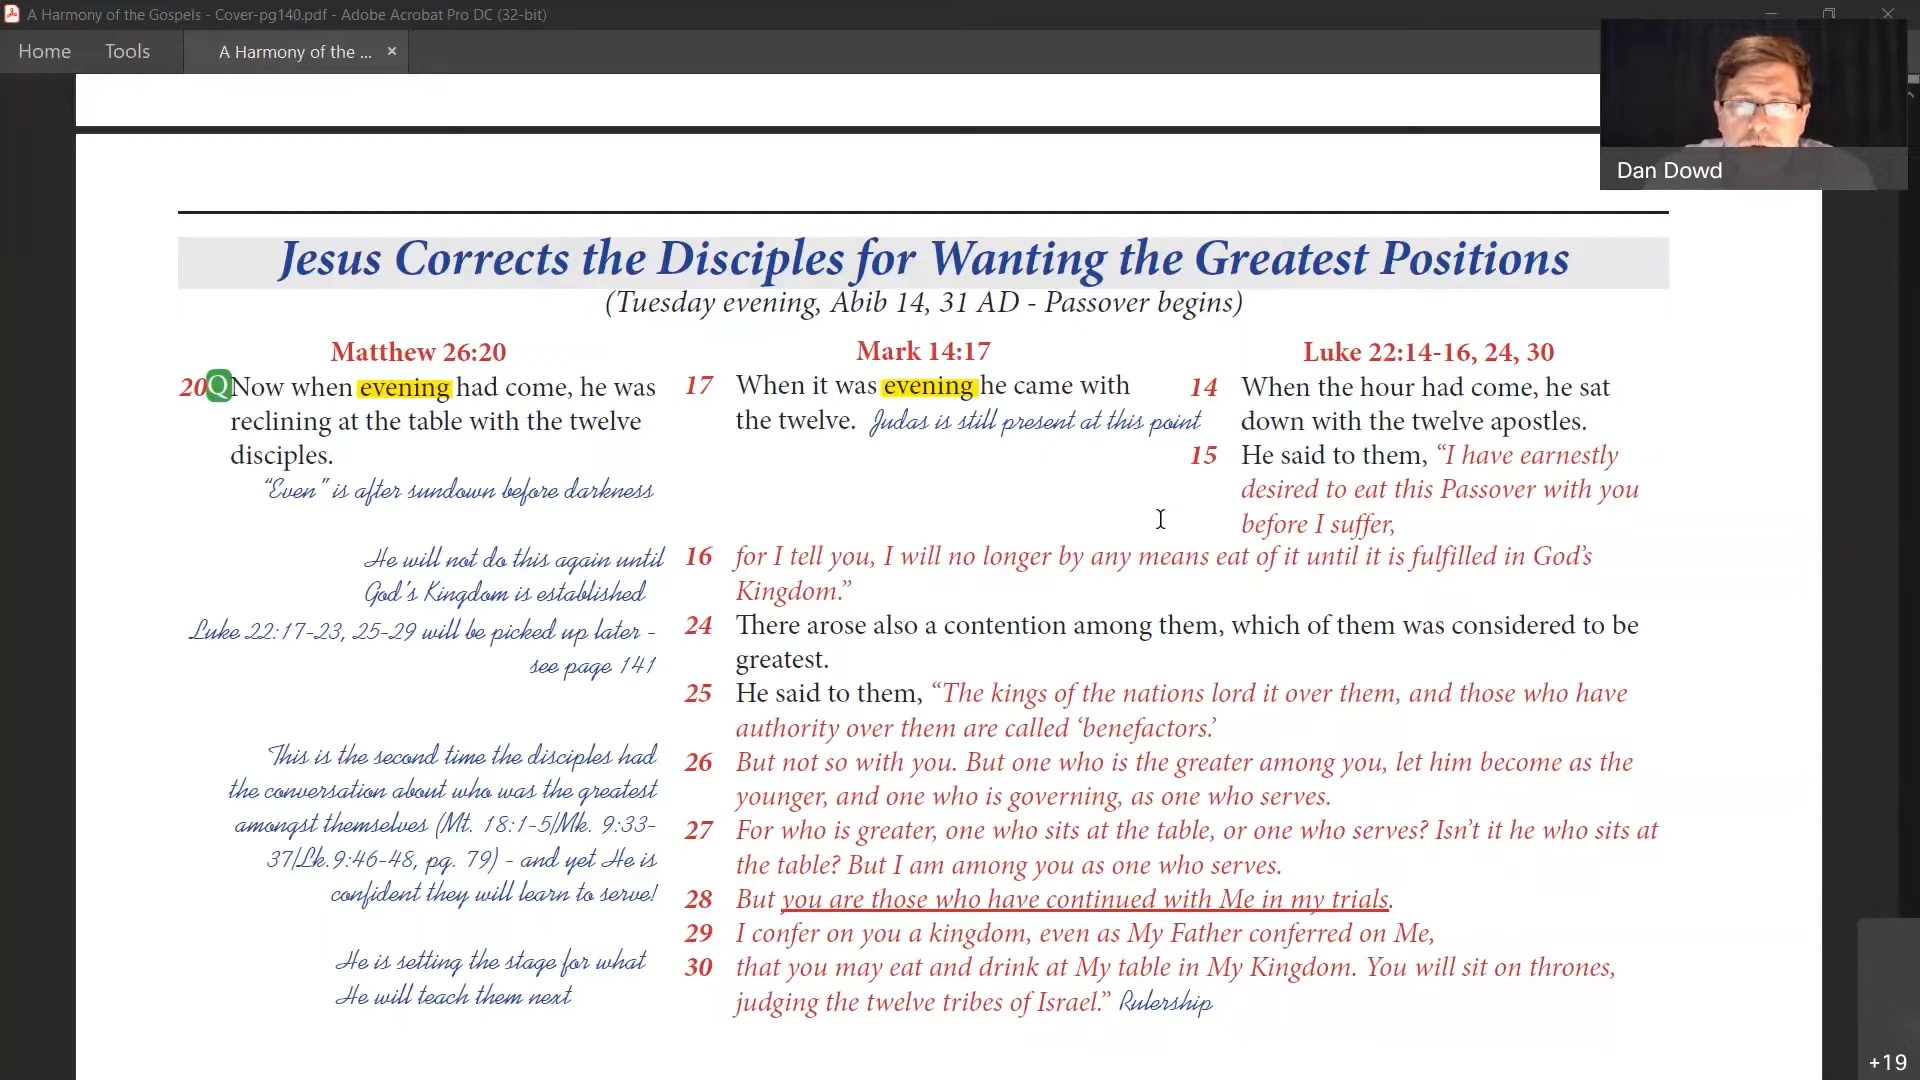 A Harmony of the Gospels - Cover-pg140.pdf - Adobe Acrobat Pro DC (32-bit)
Home Tools A Harmony of the ... ×
Dan Dowd
Jesus Corrects the Disciples for Wanting the Greatest Positions
(Tuesday evening, Abib 14, 31 AD - Passover begins)
Matthew 26:20
20 Q Now when evening had come, he was
reclining at the table with the twelve
disciples.
"Even" is after sundown before darkness
Mark 14:17
17 When it was evening he came with
the twelve. Judas is still present at this point
Luke 22:14-16, 24, 30
14 When the hour had come, he sat
down with the twelve apostles.
15 He said to them, “I have earnestly
desired to eat this Passover with you
before I suffer,
He will not do this again until
God's Kingdom is established
Luke 22:17-23, 25-29 will be picked up later -
see page 141
16 for I tell you, I will no longer by any means eat of it until it is fulfilled in God’s
Kingdom.”
24 There arose also a contention among them, which of them was considered to be
greatest.
25 He said to them, “The kings of the nations lord it over them, and those who have
authority over them are called ‘benefactors.’
This is the second time the disciples had
the conversation about who was the greatest
amongst themselves (Mt. 18:1-5/Mk. 9:33-
37/Lk.9:46-48, pg. 79) - and yet He is
confident they will learn to serve!
26 But not so with you. But one who is the greater among you, let him become as the
younger, and one who is governing, as one who serves.
27 For who is greater, one who sits at the table, or one who serves? Isn’t it he who sits at
the table? But I am among you as one who serves.
28 But you are those who have continued with Me in my trials.
29 I confer on you a kingdom, even as My Father conferred on Me,
He is setting the stage for what
He will teach them next
30 that you may eat and drink at My table in My Kingdom. You will sit on thrones,
judging the twelve tribes of Israel.” Rulership
+19